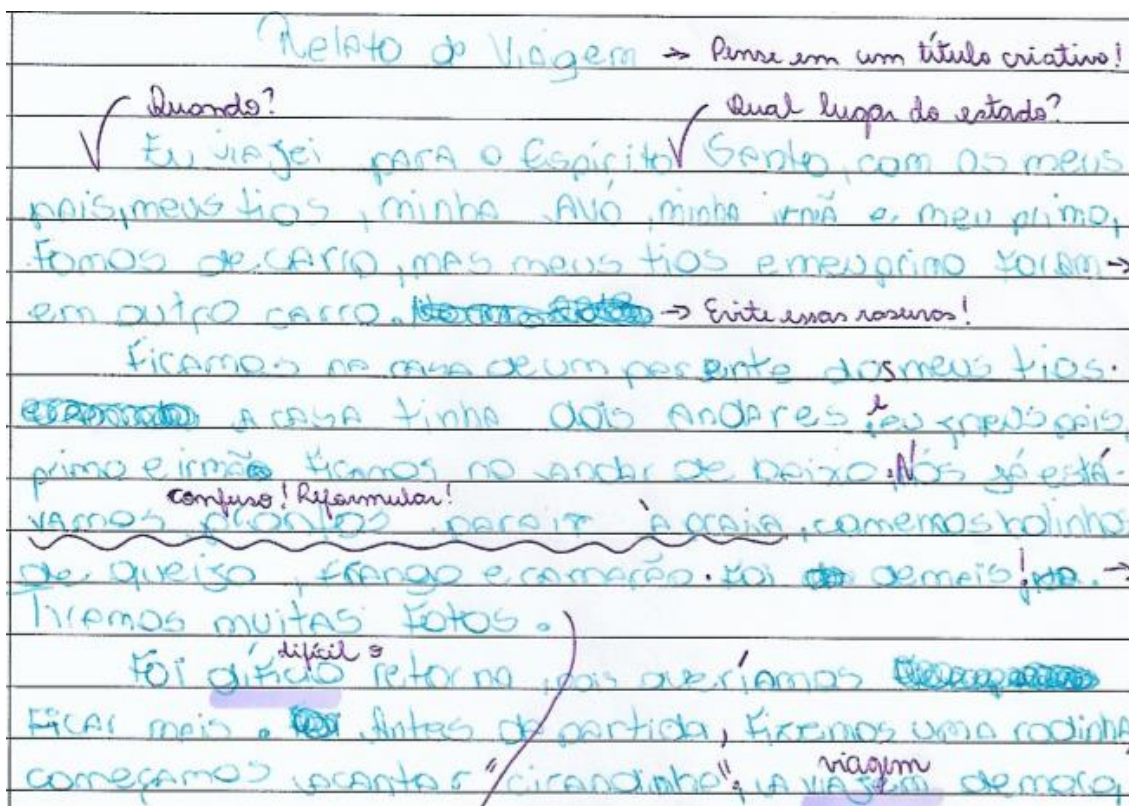 Relato de Viagem → Pense em um título criativo!
Quando? Qual lugar do estado?
Eu viajei para o Espírito Santo, com os meus
pais, meus tios, minha avó, minha irmã e meu primo,
Fomos de carro, mas meus tios e meu primo foram →
em outro carro. → Evite essas rasuras!
Ficamos na casa de um parente dos meus tios.
A casa tinha dois andares e eu, meus pais,
primo e irmã ficamos no andar de baixo. Nós já está-
confuso! Reformular!
vamos prontos para ir à praia, comemos bolinhos
de queijo, frango e camarão. Foi demais! →
Tiramos muitas fotos.
difícil o
Foi difício retorno, pois queríamos
Ficar mais. Antes da partida, fizemos uma rodinha
viagem
começamos a cantar "cirandinha". A viajem demoro,